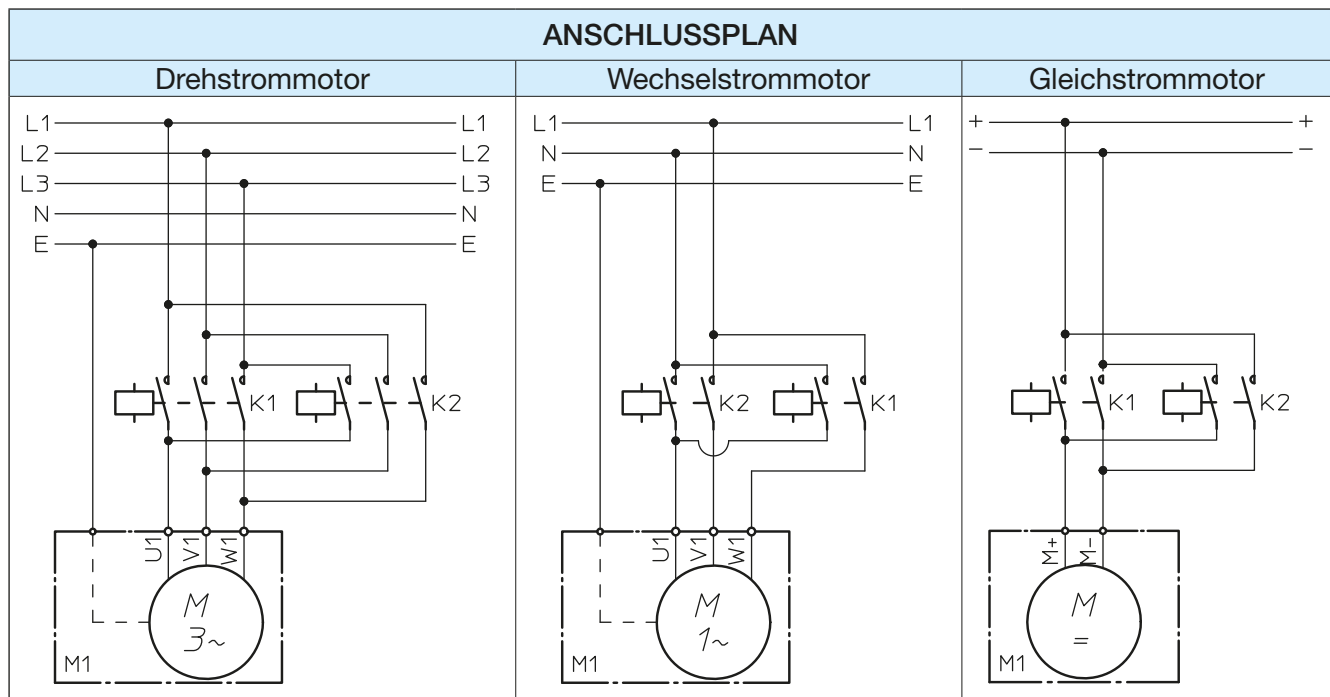 ANSCHLUSSPLAN
Drehstrommotor
Wechselstrommotor
Gleichstrommotor
L1 L1
L2 L2
L3 L3
N N
E E
K1 K2
U1 V1 W1
M
3~
M1
L1 L1
N N
E E
K2 K1
U1 V1 W1
M
1~
M1
+ +
− −
K1 K2
M+ M-
M
=
M1